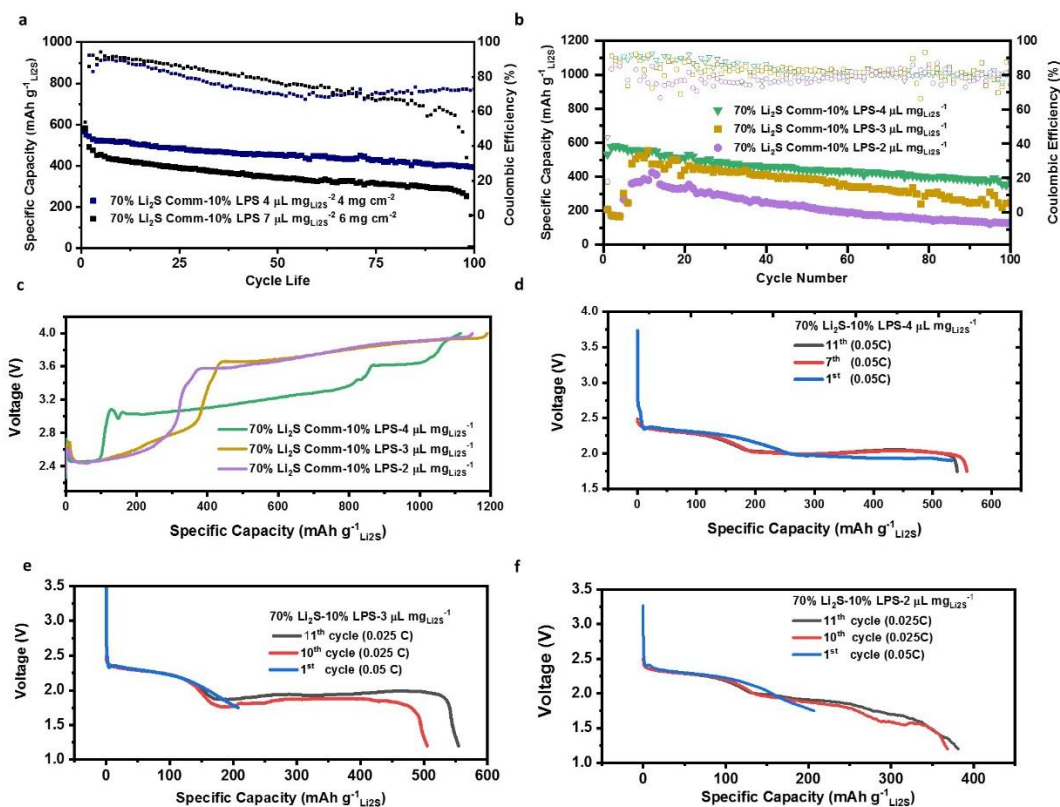 a
1000
800
600
400
200
0
0
25
50
75
100
100
80
60
40
20
0
Specific Capacity (mAh g⁻¹Li2S)
Coulombic Efficiency (%)
Cycle Life
70% Li₂S Comm-10% LPS 4 μL mgLi2S⁻² 4 mg cm⁻²
70% Li₂S Comm-10% LPS 7 μL mgLi2S⁻² 6 mg cm⁻²
b
1200
1000
800
600
400
200
0
0
20
40
60
80
100
100
80
60
40
20
0
Specific Capacity (mAh g⁻¹Li2S)
Coulombic Efficiency (%)
Cycle Number
70% Li₂S Comm-10% LPS-4 μL mgLi2S⁻¹
70% Li₂S Comm-10% LPS-3 μL mgLi2S⁻¹
70% Li₂S Comm-10% LPS-2 μL mgLi2S⁻¹
c
4.0
3.6
3.2
2.8
2.4
0
200
400
600
800
1000
1200
Voltage (V)
Specific Capacity (mAh g⁻¹Li2S)
70% Li₂S Comm-10% LPS-4 μL mgLi2S⁻¹
70% Li₂S Comm-10% LPS-3 μL mgLi2S⁻¹
70% Li₂S Comm-10% LPS-2 μL mgLi2S⁻¹
d
4.0
3.5
3.0
2.5
2.0
1.5
0
100
200
300
400
500
600
Voltage (V)
Specific Capacity (mAh g⁻¹Li2S)
70% Li₂S-10% LPS-4 μL mgLi2S⁻¹
11ᵗʰ (0.05C)
7ᵗʰ (0.05C)
1ˢᵗ (0.05C)
e
3.5
3.0
2.5
2.0
1.5
1.0
0
100
200
300
400
500
600
Voltage (V)
Specific Capacity (mAh g⁻¹Li2S)
70% Li₂S-10% LPS-3 μL mgLi2S⁻¹
11ᵗʰ cycle (0.025 C)
10ᵗʰ cycle (0.025 C)
1ˢᵗ cycle (0.05 C)
f
3.5
3.0
2.5
2.0
1.5
1.0
0
100
200
300
400
Voltage (V)
Specific Capacity (mAh g⁻¹Li2S)
70% Li₂S-10% LPS-2 μL mgLi2S⁻¹
11ᵗʰ cycle (0.025C)
10ᵗʰ cycle (0.025C)
1ˢᵗ cycle (0.05C)